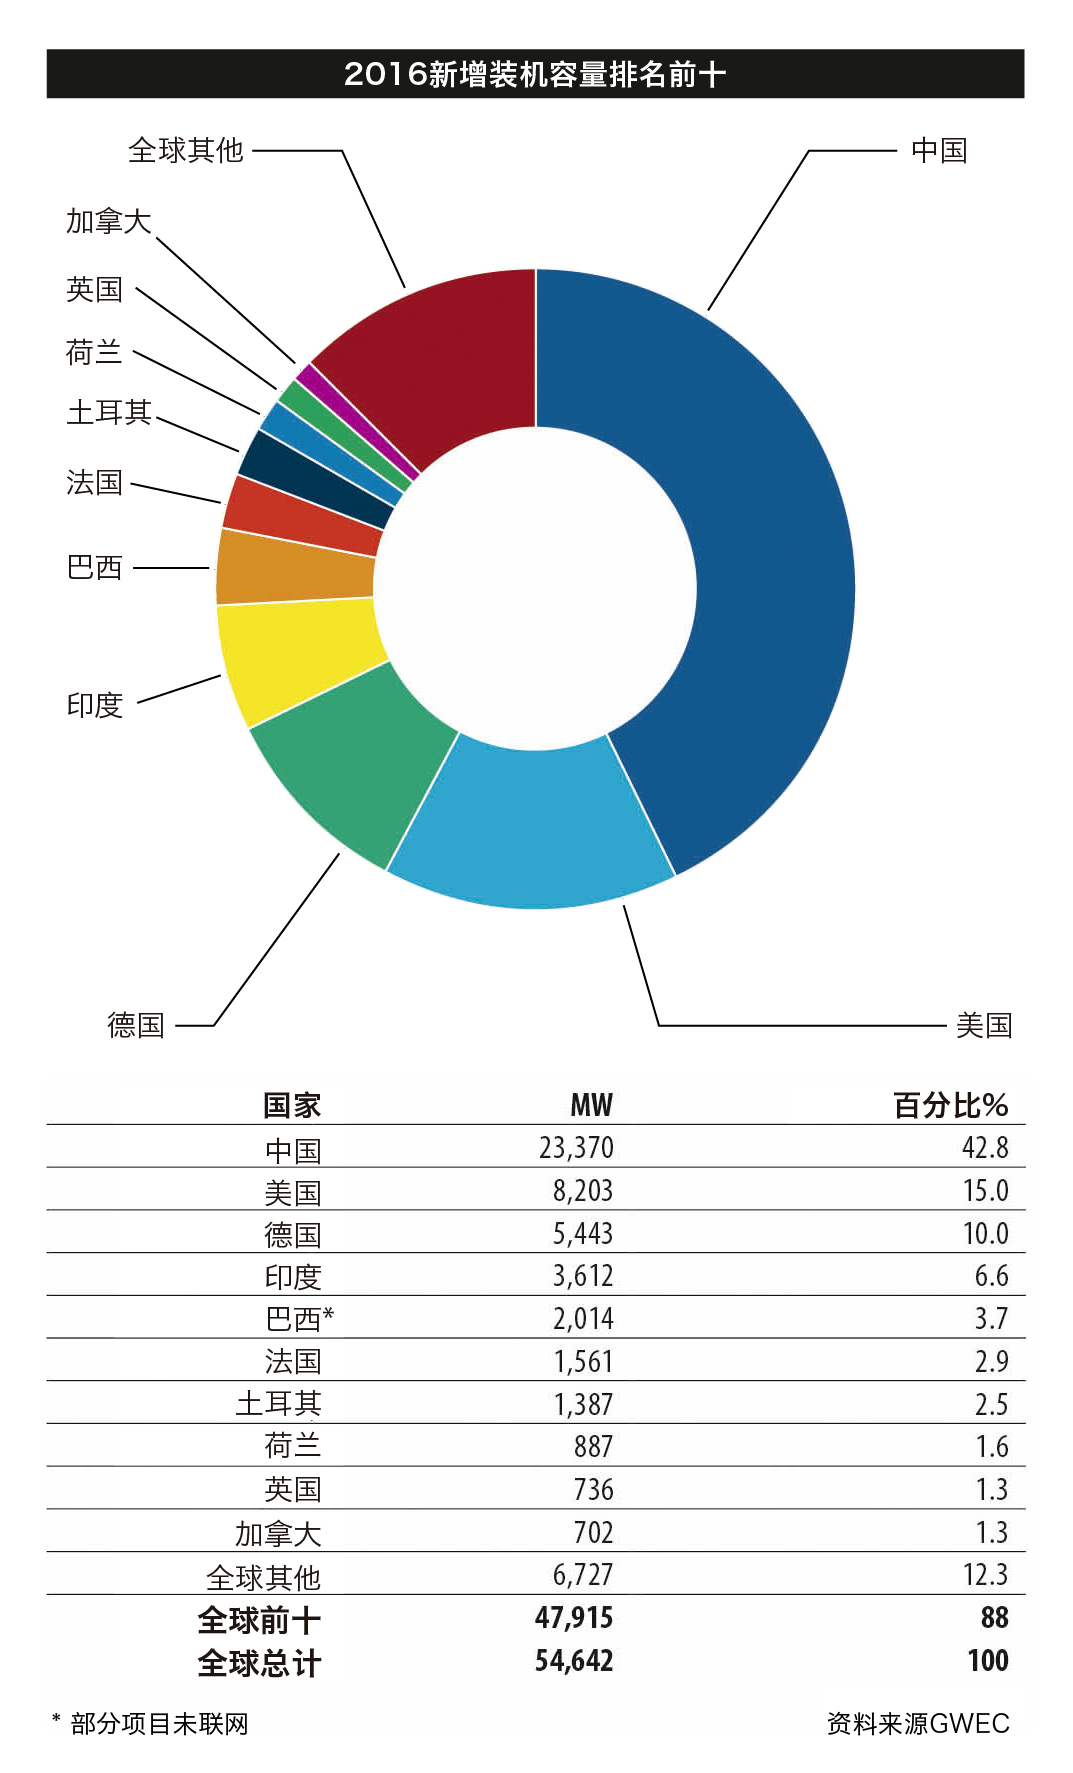 2016新增装机容量排名前十
全球其他
中国
加拿大
英国
荷兰
土耳其
法国
巴西
印度
德国
美国
国家 MW 百分比%
中国 23,370 42.8
美国 8,203 15.0
德国 5,443 10.0
印度 3,612 6.6
巴西* 2,014 3.7
法国 1,561 2.9
土耳其 1,387 2.5
荷兰 887 1.6
英国 736 1.3
加拿大 702 1.3
全球其他 6,727 12.3
全球前十 47,915 88
全球总计 54,642 100
* 部分项目未联网 资料来源GWEC